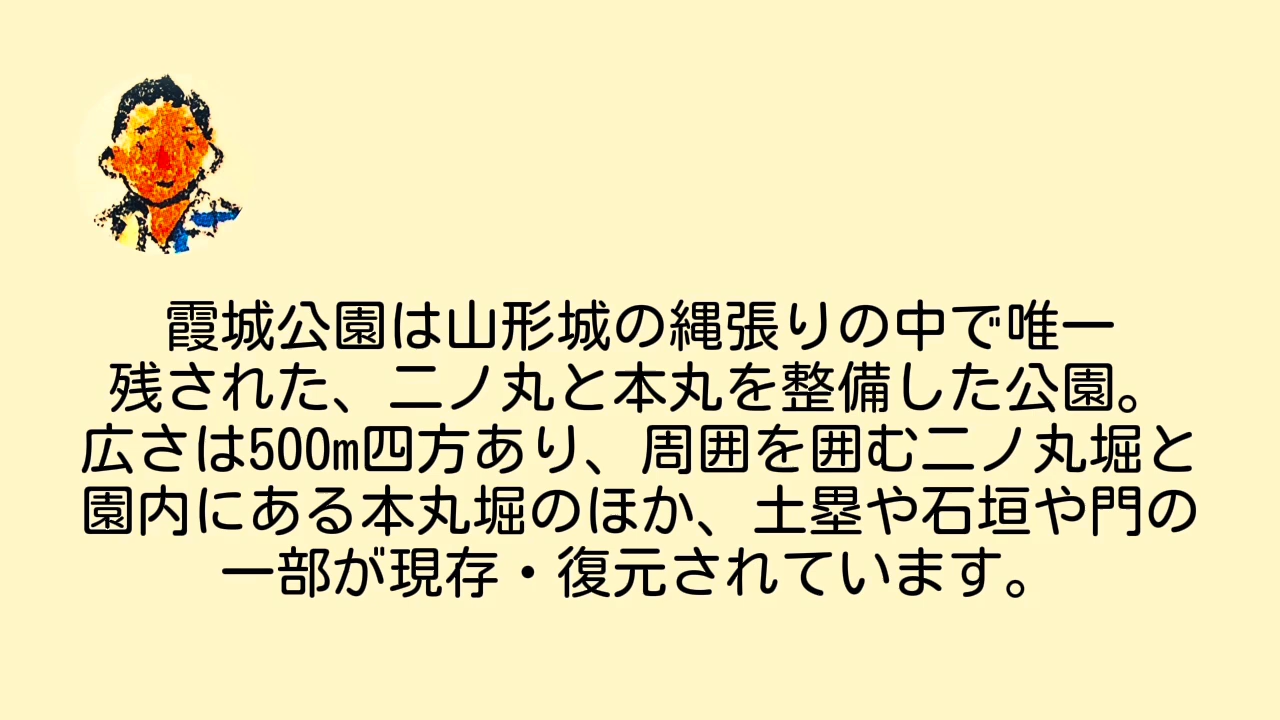 霞城公園は山形城の縄張りの中で唯一
残された、二ノ丸と本丸を整備した公園。
広さは500m四方あり、周囲を囲む二ノ丸堀と
園内にある本丸堀のほか、土塁や石垣や門の
一部が現存・復元されています。